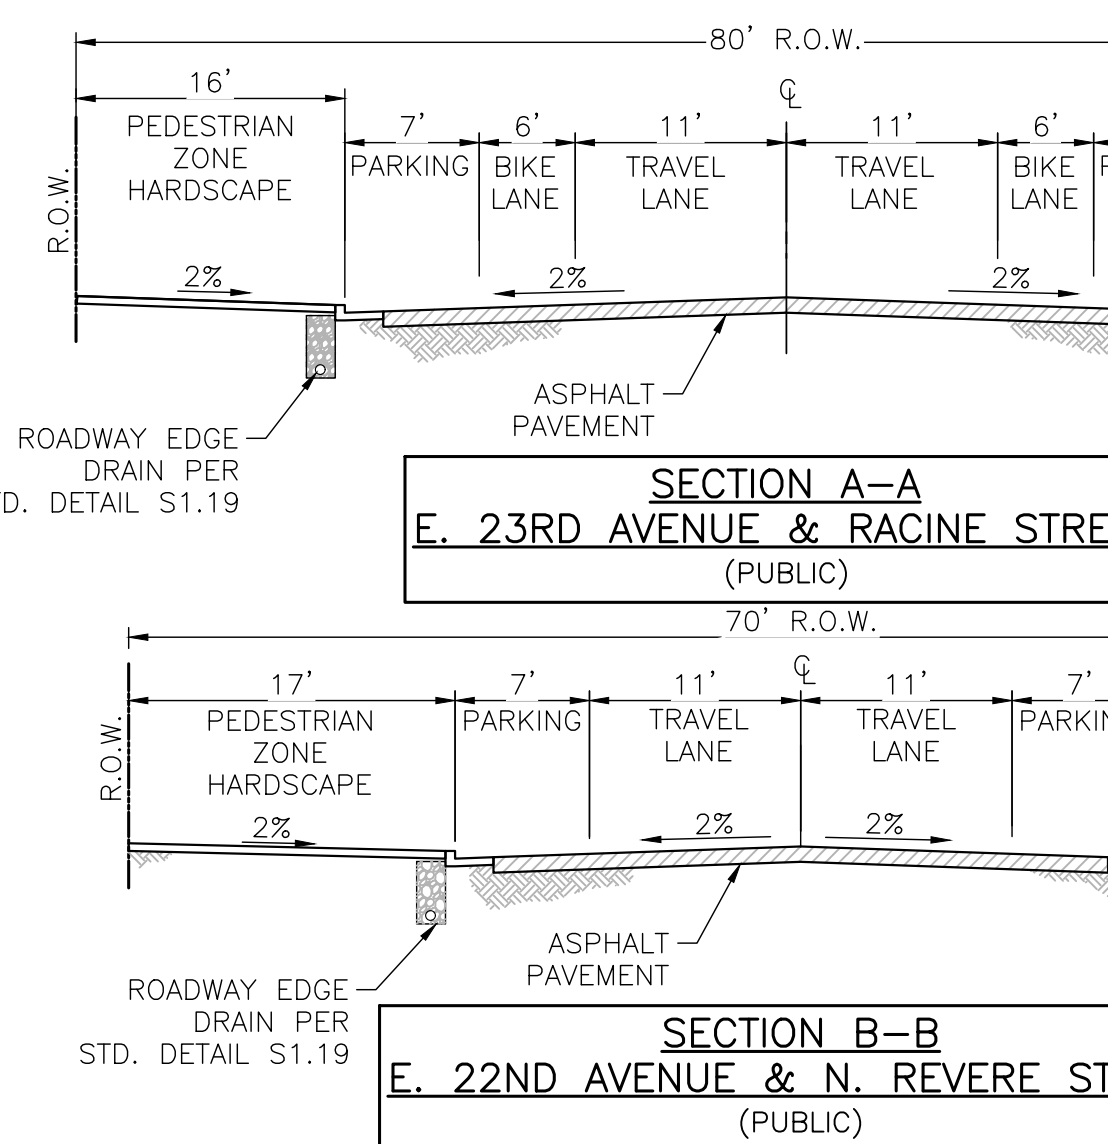 80' R.O.W.
16'
℄
PEDESTRIAN
ZONE
HARDSCAPE
7'
6'
11'
11'
6'
PARKING
BIKE
LANE
TRAVEL
LANE
TRAVEL
LANE
BIKE
LANE
R.O.W.
2%
2%
2%
ASPHALT
PAVEMENT
ROADWAY EDGE
DRAIN PER
TD. DETAIL S1.19
SECTION A-A
E. 23RD AVENUE & RACINE STRE
(PUBLIC)
70' R.O.W.
℄
17'
7'
11'
11'
7'
PEDESTRIAN
ZONE
HARDSCAPE
PARKING
TRAVEL
LANE
TRAVEL
LANE
PARKIN
R.O.W.
2%
2%
2%
ASPHALT
PAVEMENT
ROADWAY EDGE
DRAIN PER
STD. DETAIL S1.19
SECTION B-B
E. 22ND AVENUE & N. REVERE ST
(PUBLIC)